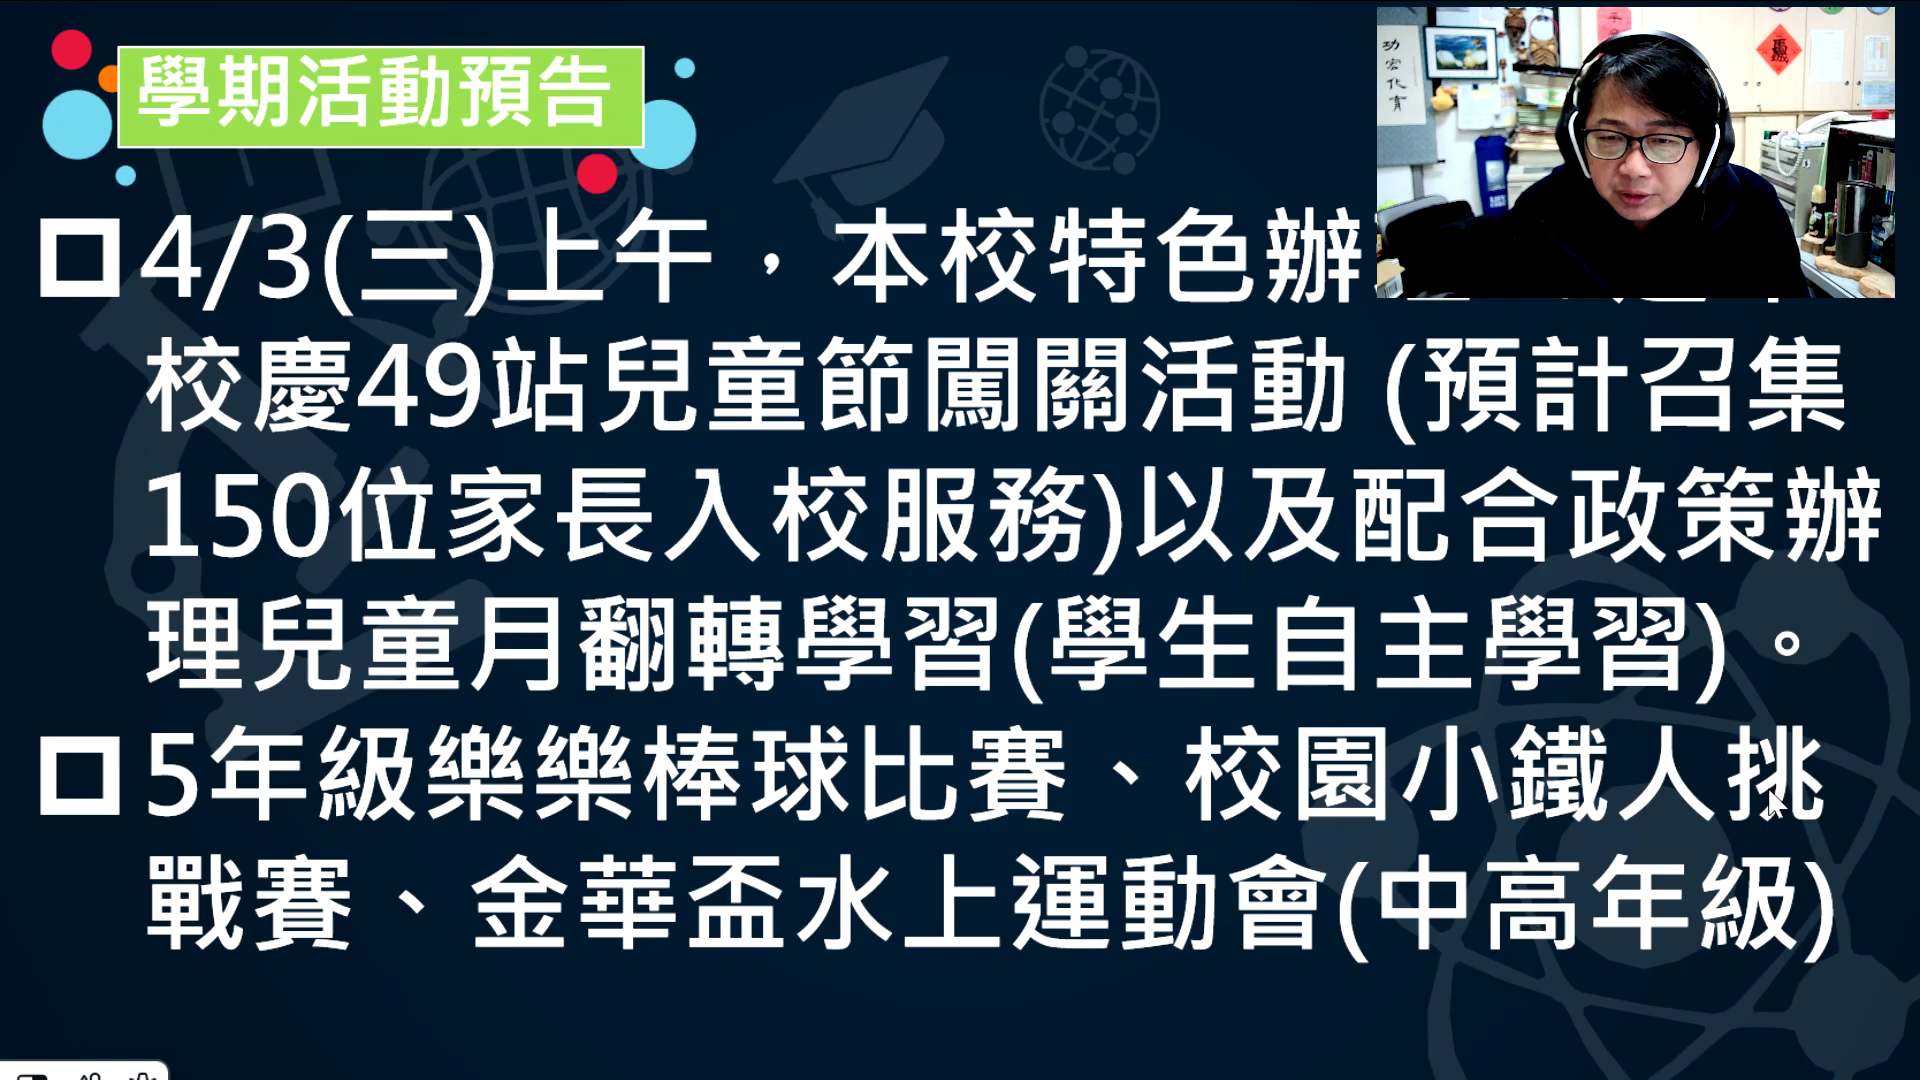 學期活動預告
功宏化育
4/3(三)上午，本校特色辦
校慶49站兒童節闖關活動 (預計召集
150位家長入校服務)以及配合政策辦
理兒童月翻轉學習(學生自主學習)。
5年級樂樂棒球比賽、校園小鐵人挑
戰賽、金華盃水上運動會(中高年級)